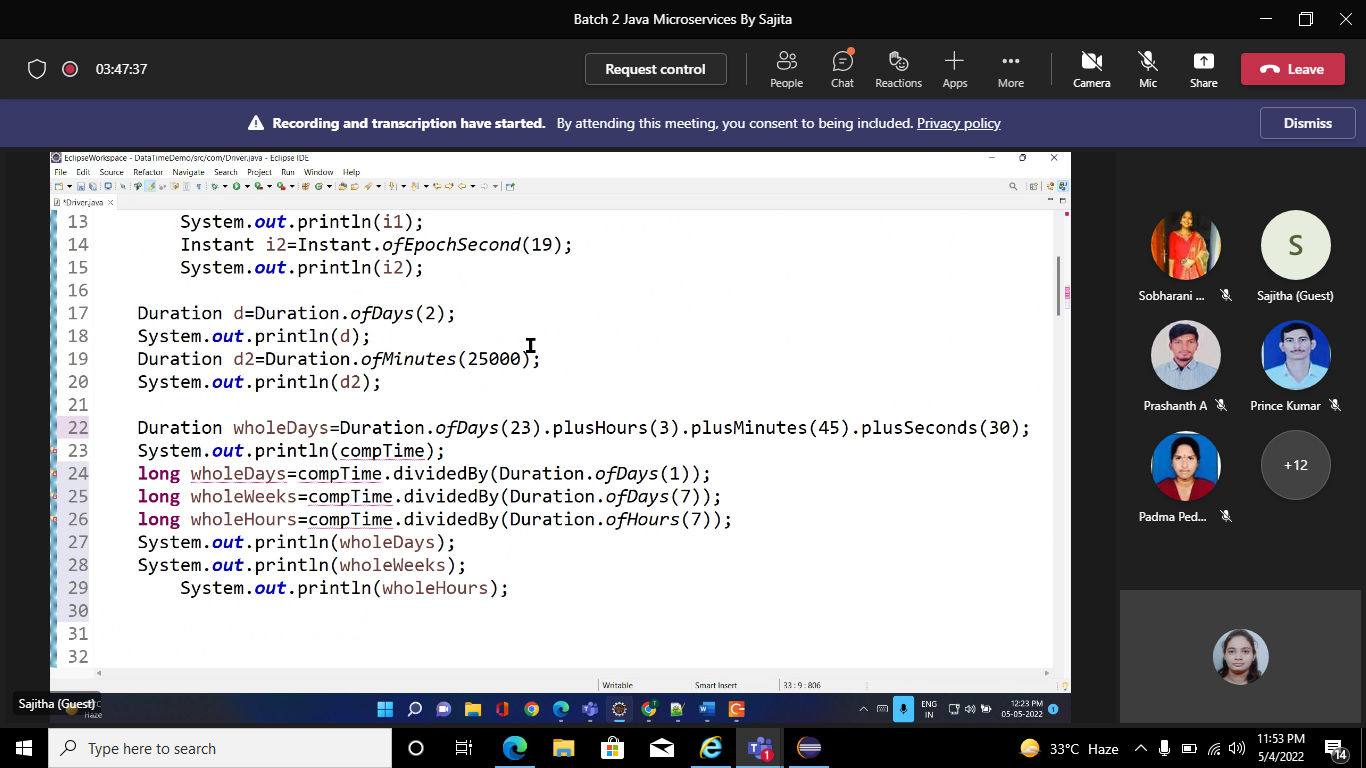 Batch 2 Java Microservices By Sajita
03:47:37
Request control
People
Chat
Reactions
Apps
More
Camera
Mic
Share
Leave
Recording and transcription have started. By attending this meeting, you consent to being included. Privacy policy
Dismiss
EclipseWorkspace - DataTimeDemo/src/com/Driver.java - Eclipse IDE
File Edit Source Refactor Navigate Search Project Run Window Help
*Driver.java
13 System.out.println(i1);
14 Instant i2=Instant.ofEpochSecond(19);
15 System.out.println(i2);
16
17 Duration d=Duration.ofDays(2);
18 System.out.println(d);
19 Duration d2=Duration.ofMinutes(25000);
20 System.out.println(d2);
21
22 Duration wholeDays=Duration.ofDays(23).plusHours(3).plusMinutes(45).plusSeconds(30);
23 System.out.println(compTime);
24 long wholeDays=compTime.dividedBy(Duration.ofDays(1));
25 long wholeWeeks=compTime.dividedBy(Duration.ofDays(7));
26 long wholeHours=compTime.dividedBy(Duration.ofHours(7));
27 System.out.println(wholeDays);
28 System.out.println(wholeWeeks);
29 System.out.println(wholeHours);
30
31
32
Writable
Smart Insert
33 : 9 : 806
Sobharani ...
S
Sajitha (Guest)
Prashanth A
Prince Kumar
Padma Ped...
+12
Sajitha (Guest)
Haze
ENG
IN
12:23 PM
05-05-2022
1
Type here to search
1
33°C Haze
11:53 PM
5/4/2022
14